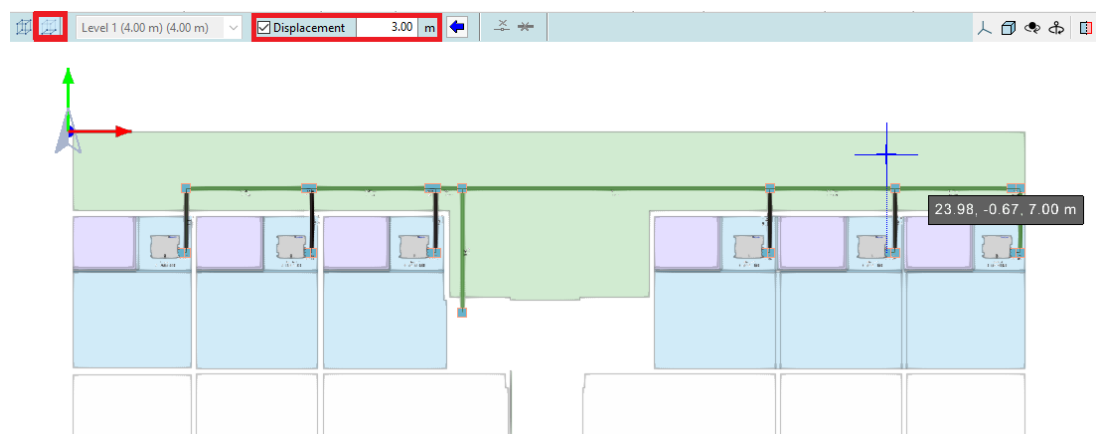 Level 1 (4.00 m) (4.00 m) Displacement 3.00 m
23.98, -0.67, 7.00 m